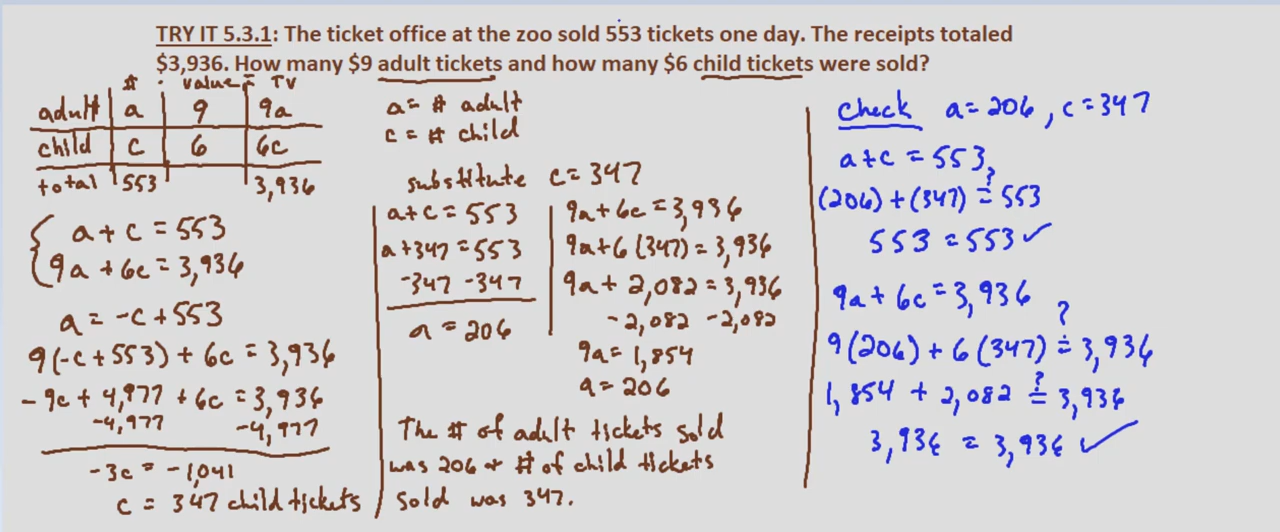 TRY IT 5.3.1: The ticket office at the zoo sold 553 tickets one day. The receipts totaled
$3,936. How many $9 adult tickets and how many $6 child tickets were sold?
# · value = TV
adult a 9 9a
child c 6 6c
total 553 3,936
a + c = 553
9a + 6c = 3,936
a = -c + 553
9(-c + 553) + 6c = 3,936
-9c + 4,977 + 6c = 3,936
-4,977 -4,977
-3c = -1,041
c = 347 child tickets
a = # adult
c = # child
substitute c = 347
a + c = 553
a + 347 = 553
-347 -347
a = 206
9a + 6c = 3,936
9a + 6(347) = 3,936
9a + 2,082 = 3,936
-2,082 -2,082
9a = 1,854
a = 206
The # of adult tickets sold
was 206 + # of child tickets
sold was 347.
Check a = 206, c = 347
a + c = 553
(206) + (347) ≟ 553
553 = 553 ✓
9a + 6c = 3,936
9(206) + 6(347) ≟ 3,936
1,854 + 2,082 ≟ 3,936
3,936 = 3,936 ✓